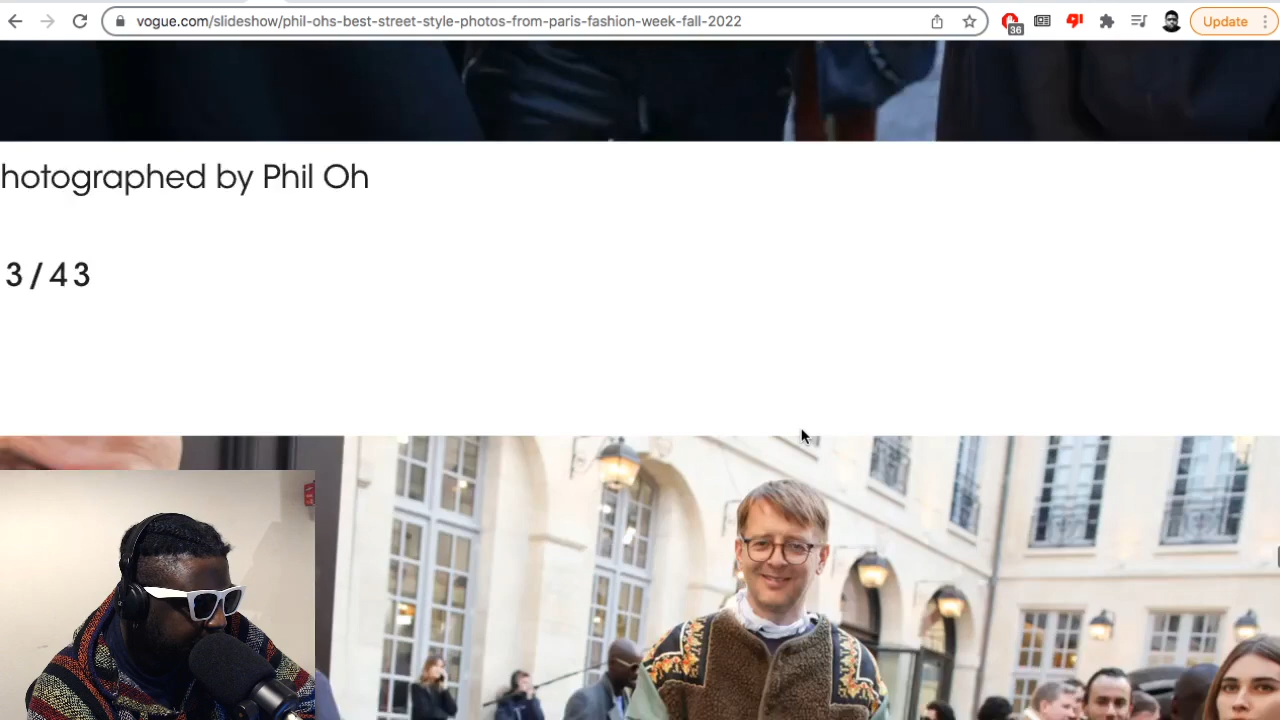 vogue.com/slideshow/phil-ohs-best-street-style-photos-from-paris-fashion-week-fall-2022
36
Update
hotographed by Phil Oh
3/43